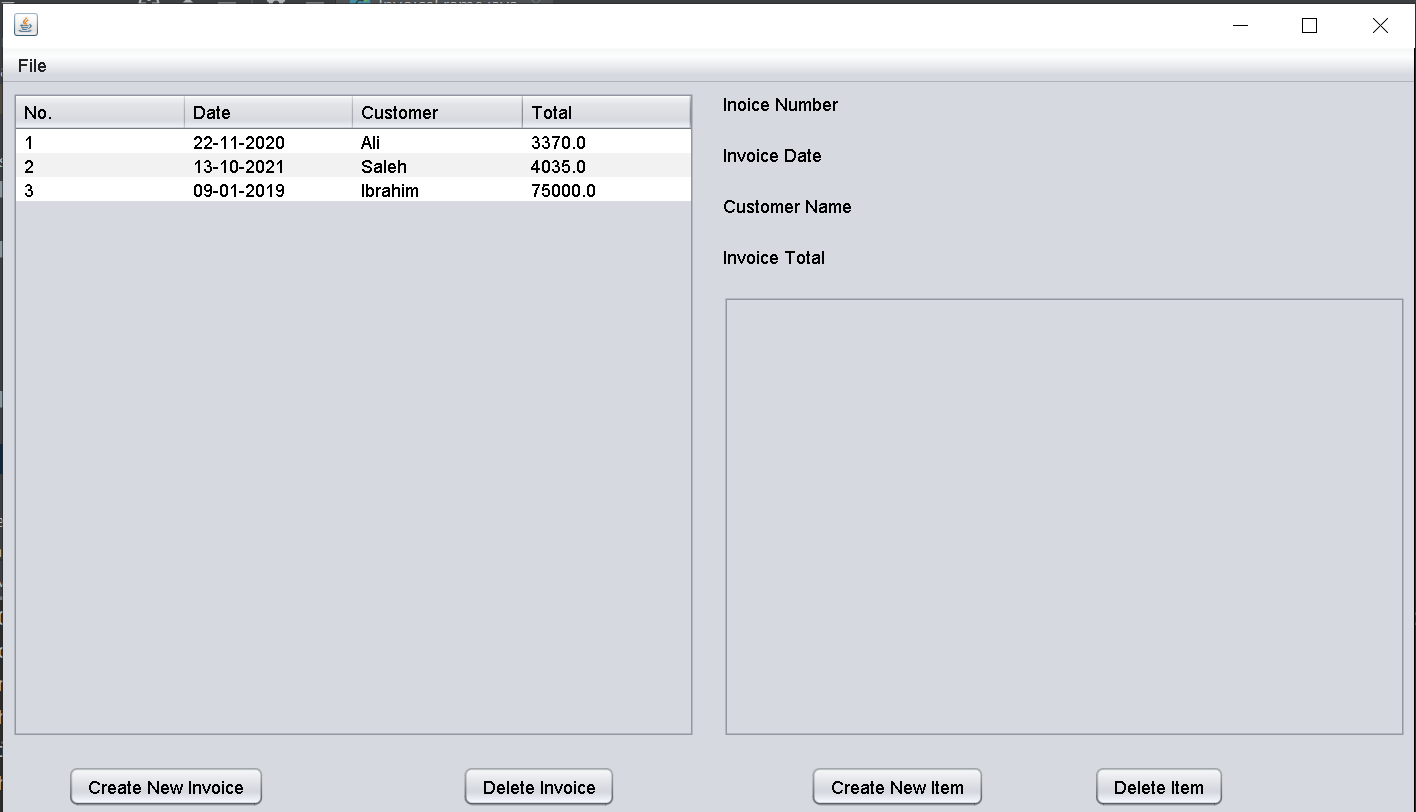 File
No. Date Customer Total
1 22-11-2020 Ali 3370.0
2 13-10-2021 Saleh 4035.0
3 09-01-2019 Ibrahim 75000.0
Inoice Number
Invoice Date
Customer Name
Invoice Total
Create New Invoice Delete Invoice Create New Item Delete Item